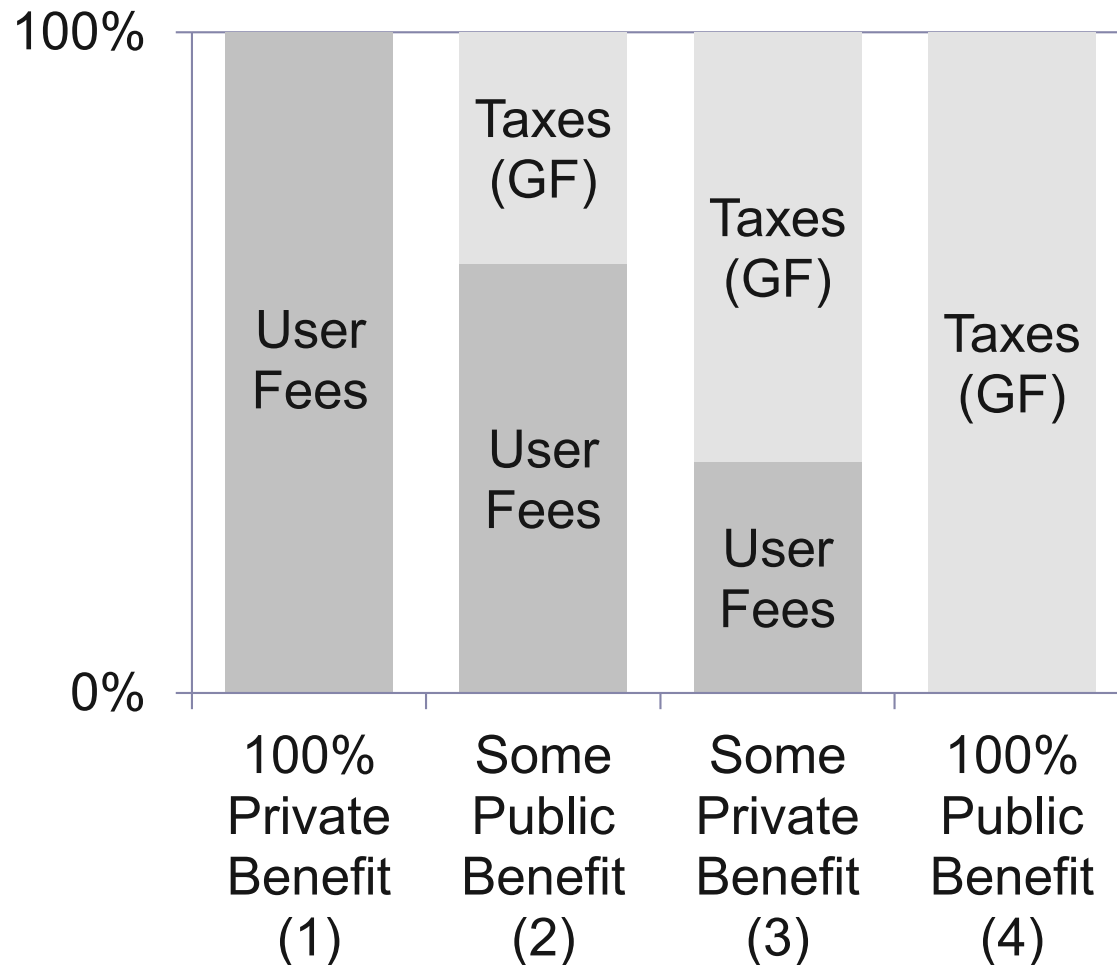 100%
0%
User
Fees
Taxes
(GF)
User
Fees
Taxes
(GF)
User
Fees
Taxes
(GF)
100%
Private
Benefit
(1)
Some
Public
Benefit
(2)
Some
Private
Benefit
(3)
100%
Public
Benefit
(4)